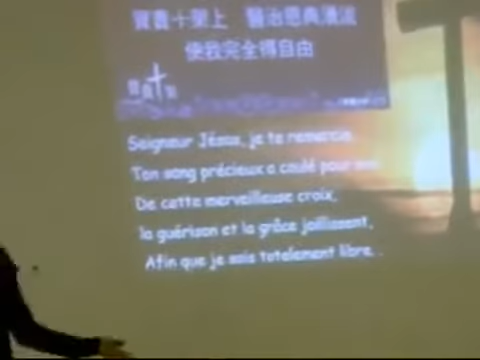 寶貴十架上 醫治恩典湧流
使我完全得自由
Seigneur Jésus, je te remercie.
Ton sang précieux a coulé pour
De cette merveilleuse croix,
la guérison et la grâce jaillissent,
Afin que je sois totalement libre.